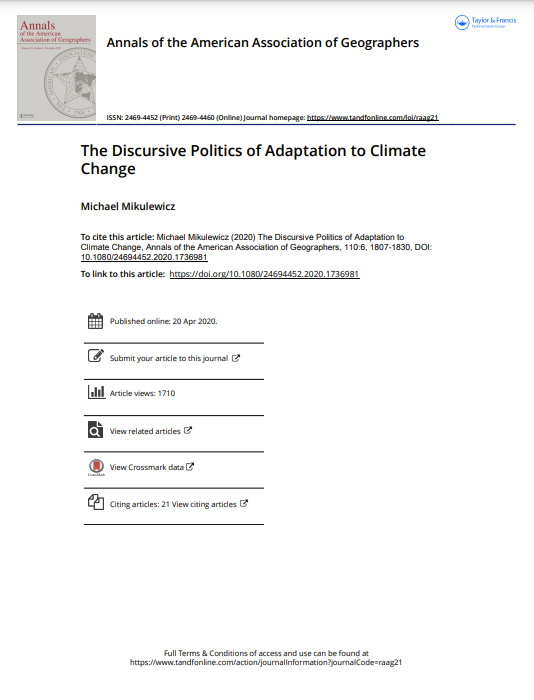 Annals
of the American
Association of Geographers
Taylor & Francis
Taylor & Francis Group
Annals of the American Association of Geographers
ISSN: 2469-4452 (Print) 2469-4460 (Online) Journal homepage: https://www.tandfonline.com/loi/raag21
The Discursive Politics of Adaptation to Climate
Change
Michael Mikulewicz
To cite this article: Michael Mikulewicz (2020) The Discursive Politics of Adaptation to
Climate Change, Annals of the American Association of Geographers, 110:6, 1807-1830, DOI:
10.1080/24694452.2020.1736981
To link to this article: https://doi.org/10.1080/24694452.2020.1736981
Published online: 20 Apr 2020.
Submit your article to this journal
Article views: 1710
View related articles
View Crossmark data
CrossMark
Citing articles: 21 View citing articles
Full Terms & Conditions of access and use can be found at
https://www.tandfonline.com/action/journalInformation?journalCode=raag21